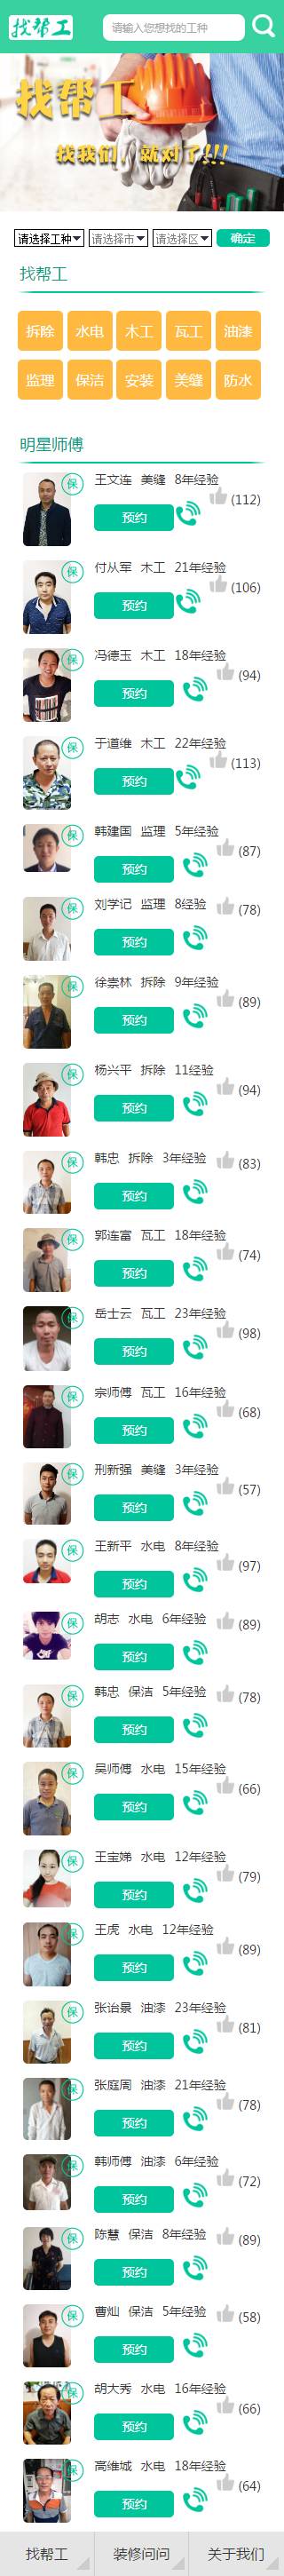 找帮工
请输入您想找的工种
找帮工
找我们，就对了!!!
请选择工种 请选择市 请选择区 确定
找帮工
拆除 水电 木工 瓦工 油漆
监理 保洁 安装 美缝 防水
明星师傅
保 王文连 美缝 8年经验
(112)
预约
保 付从军 木工 21年经验
(106)
预约
保 冯德玉 木工 18年经验
(94)
预约
保 于道维 木工 22年经验
(113)
预约
保 韩建国 监理 5年经验
(87)
预约
保 刘学记 监理 8经验
(78)
预约
保 徐崇林 拆除 9年经验
(89)
预约
保 杨兴平 拆除 11经验
(94)
预约
保 韩忠 拆除 3年经验
(83)
预约
保 郭连富 瓦工 18年经验
(74)
预约
保 岳士云 瓦工 23年经验
(98)
预约
保 宗师傅 瓦工 16年经验
(68)
预约
保 刑新强 美缝 3年经验
(57)
预约
保 王新平 水电 8年经验
(97)
预约
保 胡志 水电 6年经验
(89)
预约
保 韩忠 保洁 5年经验
(78)
预约
保 吴师傅 水电 15年经验
(66)
预约
保 王宝娣 水电 12年经验
(79)
预约
保 王虎 水电 12年经验
(89)
预约
保 张诒景 油漆 23年经验
(81)
预约
保 张庭周 油漆 21年经验
(78)
预约
保 韩师傅 油漆 6年经验
(72)
预约
保 陈慧 保洁 8年经验
(89)
预约
保 曹灿 保洁 5年经验
(58)
预约
保 胡大秀 水电 16年经验
(66)
预约
保 高维城 水电 18年经验
(64)
预约
找帮工 装修问问 关于我们